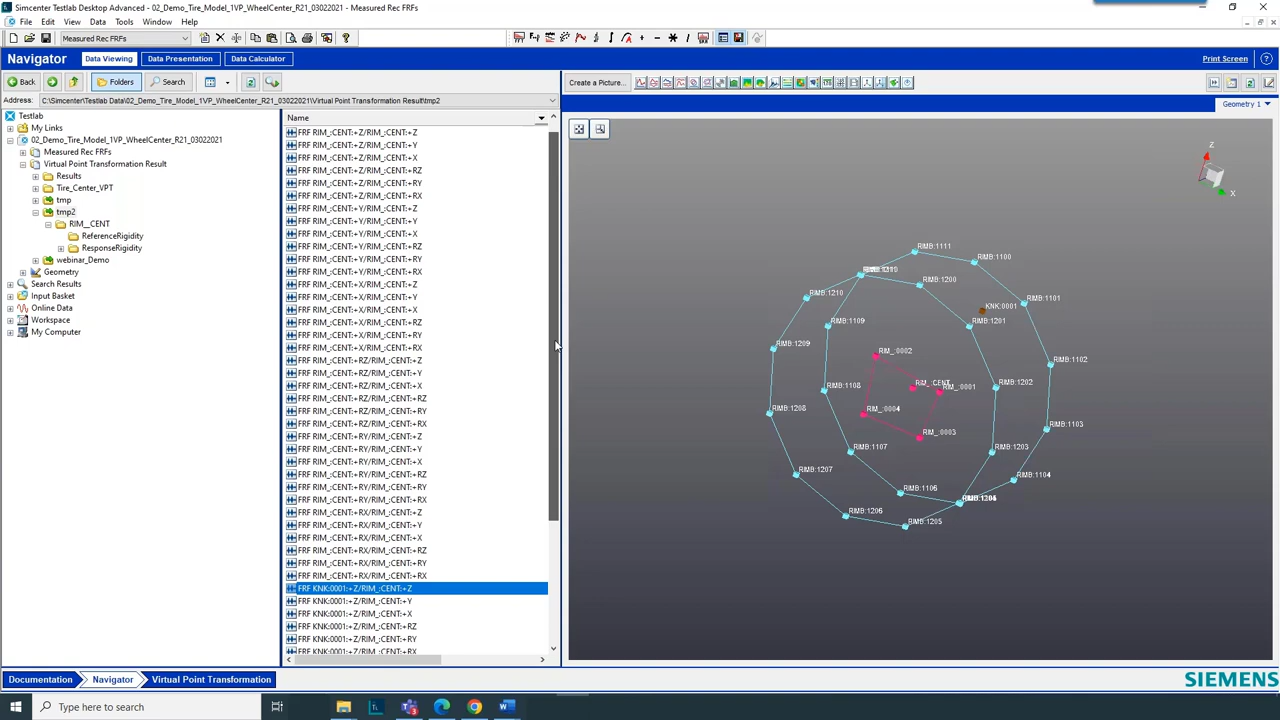 Simcenter Testlab Desktop Advanced - 02_Demo_Tire_Model_1VP_WheelCenter_R21_03022021 - Measured Rec FRFs
File Edit View Data Tools Window Help
Measured Rec FRFs
Navigator Data Viewing Data Presentation Data Calculator Print Screen
Back Folders Search Create a Picture...
Address: C:\Simcenter\Testlab Data\02_Demo_Tire_Model_1VP_WheelCenter_R21_03022021\Virtual Point Transformation Result\tmp2
Geometry 1
Testlab
My Links
02_Demo_Tire_Model_1VP_WheelCenter_R21_03022021
Measured Rec FRFs
Virtual Point Transformation Result
Results
Tire_Center_VPT
tmp
tmp2
RIM__CENT
ReferenceRigidity
ResponseRigidity
webinar_Demo
Geometry
Search Results
Input Basket
Online Data
Workspace
My Computer
Name
FRF RIM_:CENT:+Z/RIM_:CENT:+Z
FRF RIM_:CENT:+Z/RIM_:CENT:+Y
FRF RIM_:CENT:+Z/RIM_:CENT:+X
FRF RIM_:CENT:+Z/RIM_:CENT:+RZ
FRF RIM_:CENT:+Z/RIM_:CENT:+RY
FRF RIM_:CENT:+Z/RIM_:CENT:+RX
FRF RIM_:CENT:+Y/RIM_:CENT:+Z
FRF RIM_:CENT:+Y/RIM_:CENT:+Y
FRF RIM_:CENT:+Y/RIM_:CENT:+X
FRF RIM_:CENT:+Y/RIM_:CENT:+RZ
FRF RIM_:CENT:+Y/RIM_:CENT:+RY
FRF RIM_:CENT:+Y/RIM_:CENT:+RX
FRF RIM_:CENT:+X/RIM_:CENT:+Z
FRF RIM_:CENT:+X/RIM_:CENT:+Y
FRF RIM_:CENT:+X/RIM_:CENT:+X
FRF RIM_:CENT:+X/RIM_:CENT:+RZ
FRF RIM_:CENT:+X/RIM_:CENT:+RY
FRF RIM_:CENT:+X/RIM_:CENT:+RX
FRF RIM_:CENT:+RZ/RIM_:CENT:+Z
FRF RIM_:CENT:+RZ/RIM_:CENT:+Y
FRF RIM_:CENT:+RZ/RIM_:CENT:+X
FRF RIM_:CENT:+RZ/RIM_:CENT:+RZ
FRF RIM_:CENT:+RZ/RIM_:CENT:+RY
FRF RIM_:CENT:+RZ/RIM_:CENT:+RX
FRF RIM_:CENT:+RY/RIM_:CENT:+Z
FRF RIM_:CENT:+RY/RIM_:CENT:+Y
FRF RIM_:CENT:+RY/RIM_:CENT:+X
FRF RIM_:CENT:+RY/RIM_:CENT:+RZ
FRF RIM_:CENT:+RY/RIM_:CENT:+RY
FRF RIM_:CENT:+RY/RIM_:CENT:+RX
FRF RIM_:CENT:+RX/RIM_:CENT:+Z
FRF RIM_:CENT:+RX/RIM_:CENT:+Y
FRF RIM_:CENT:+RX/RIM_:CENT:+X
FRF RIM_:CENT:+RX/RIM_:CENT:+RZ
FRF RIM_:CENT:+RX/RIM_:CENT:+RY
FRF RIM_:CENT:+RX/RIM_:CENT:+RX
FRF KNK:0001:+Z/RIM_:CENT:+Z
FRF KNK:0001:+Z/RIM_:CENT:+Y
FRF KNK:0001:+Z/RIM_:CENT:+X
FRF KNK:0001:+Z/RIM_:CENT:+RZ
FRF KNK:0001:+Z/RIM_:CENT:+RY
FRF KNK:0001:+Z/RIM_:CENT:+RX
Z
X
RIMB:1111
RIMB:1100
RIMB:1200
RIMB:1210
RIMB:1101
KNK:0001
RIMB:1109
RIMB:1201
RIMB:1209
RIM_:0002
RIMB:1102
RIMB:1108
RIM_:CENT
RIM_:0001
RIMB:1202
RIMB:1208
RIM_:0004
RIMB:1103
RIM_:0003
RIMB:1107
RIMB:1203
RIMB:1207
RIMB:1104
RIMB:1106
RIMB:1206
RIMB:1205
Documentation Navigator Virtual Point Transformation
SIEMENS
Type here to search